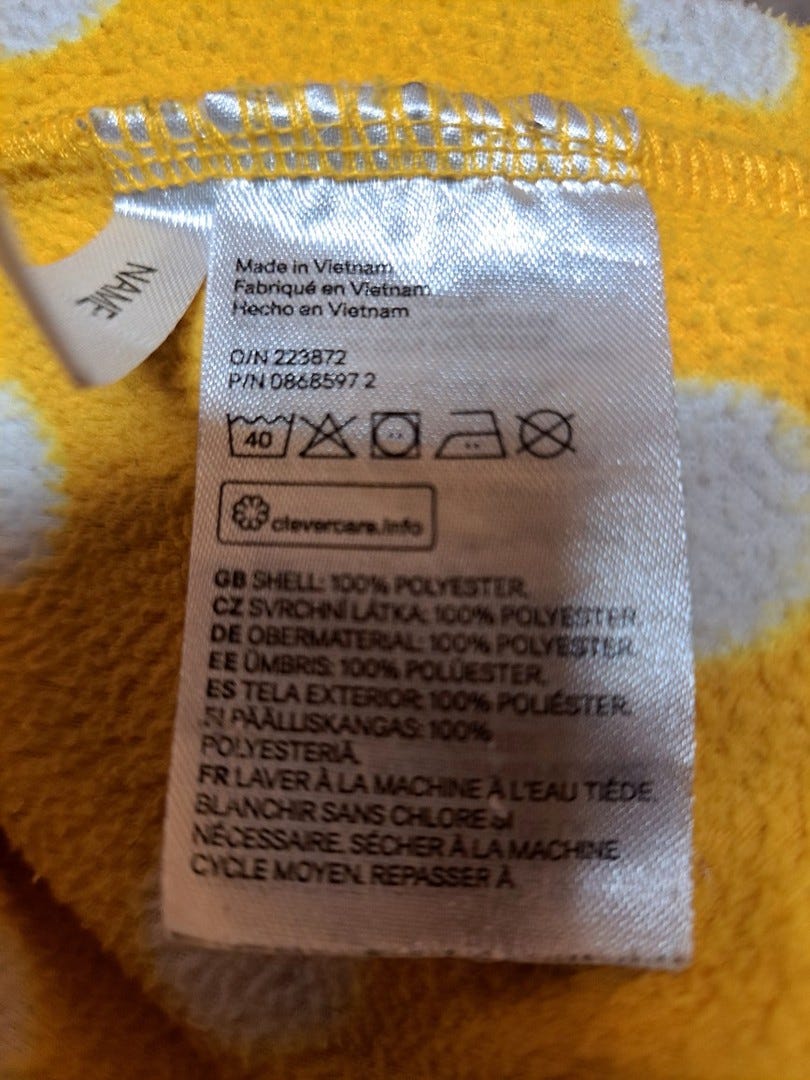 Made in Vietnam
Fabriqué en Vietnam
Hecho en Vietnam
O/N 223872
P/N 0868597 2
40
clevercare.info
NAME
GB SHELL: 100% POLYESTER.
CZ SVRCHNÍ LÁTKA: 100% POLYESTER.
DE OBERMATERIAL: 100% POLYESTER.
EE ÜMBRIS: 100% POLÜESTER.
ES TELA EXTERIOR: 100% POLIÉSTER.
FI PÄÄLLISKANGAS: 100%
POLYESTERIÄ.
FR LAVER À LA MACHINE À L'EAU TIÈDE.
BLANCHIR SANS CHLORE SI
NÉCESSAIRE. SÉCHER À LA MACHINE
CYCLE MOYEN. REPASSER À